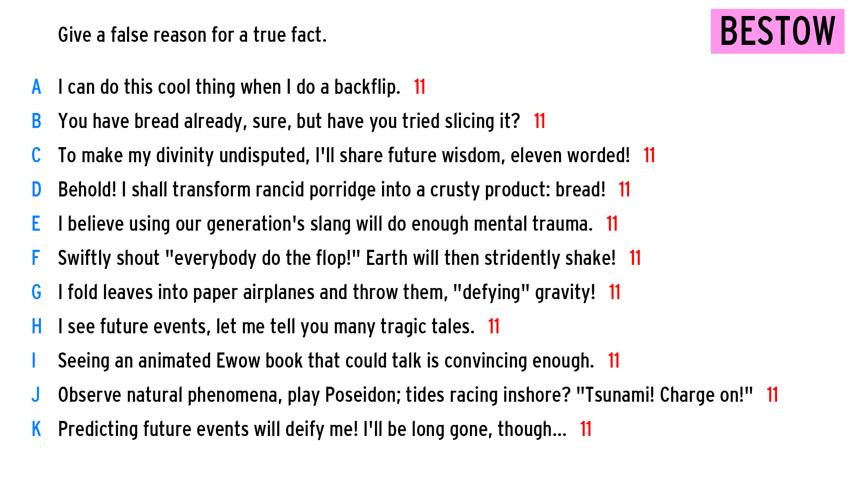 Give a false reason for a true fact.
BESTOW
A I can do this cool thing when I do a backflip. 11
B You have bread already, sure, but have you tried slicing it? 11
C To make my divinity undisputed, I'll share future wisdom, eleven worded! 11
D Behold! I shall transform rancid porridge into a crusty product: bread! 11
E I believe using our generation's slang will do enough mental trauma. 11
F Swiftly shout "everybody do the flop!" Earth will then stridently shake! 11
G I fold leaves into paper airplanes and throw them, "defying" gravity! 11
H I see future events, let me tell you many tragic tales. 11
I Seeing an animated Ewow book that could talk is convincing enough. 11
J Observe natural phenomena, play Poseidon; tides racing inshore? "Tsunami! Charge on!" 11
K Predicting future events will deify me! I'll be long gone, though... 11